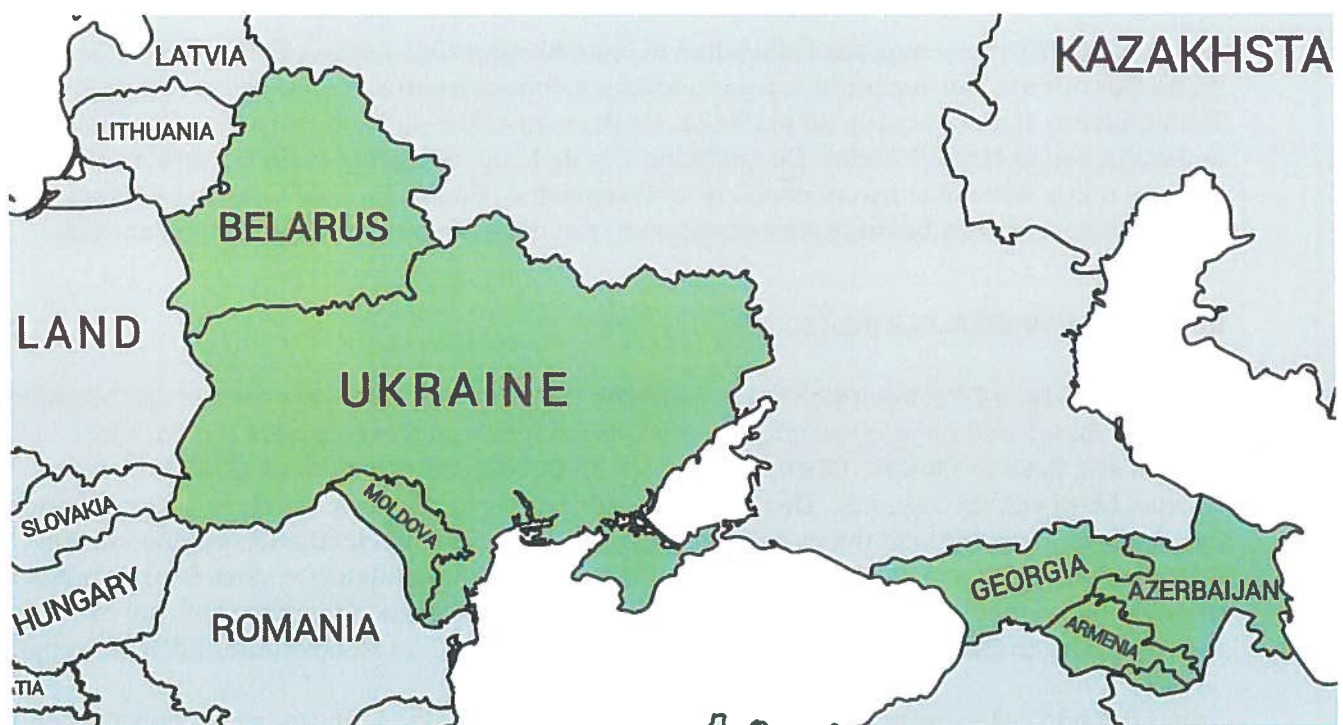 LATVIA
KAZAKHSTA
LITHUANIA
BELARUS
LAND
UKRAINE
SLOVAKIA
MOLDOVA
HUNGARY
ROMANIA
GEORGIA
AZERBAIJAN
ARMENIA
TIA